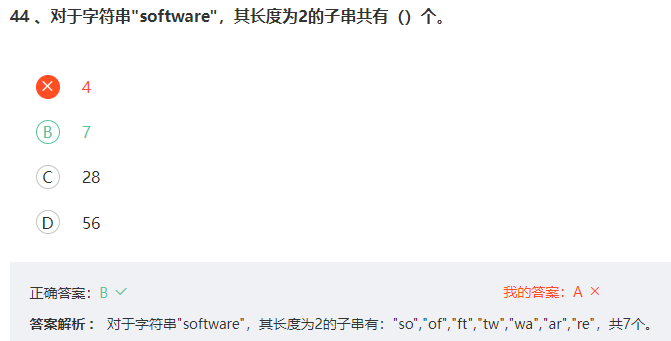 44 、对于字符串"software"，其长度为2的子串共有（）个。
4
B 7
C 28
D 56
正确答案：B 我的答案：A
答案解析： 对于字符串"software"，其长度为2的子串有："so","of","ft","tw","wa","ar","re"，共7个。